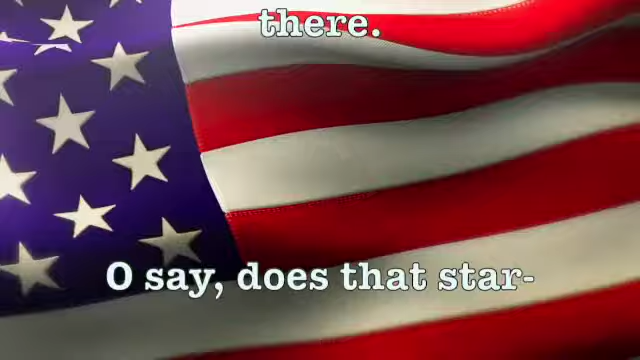 there.
O say, does that star-